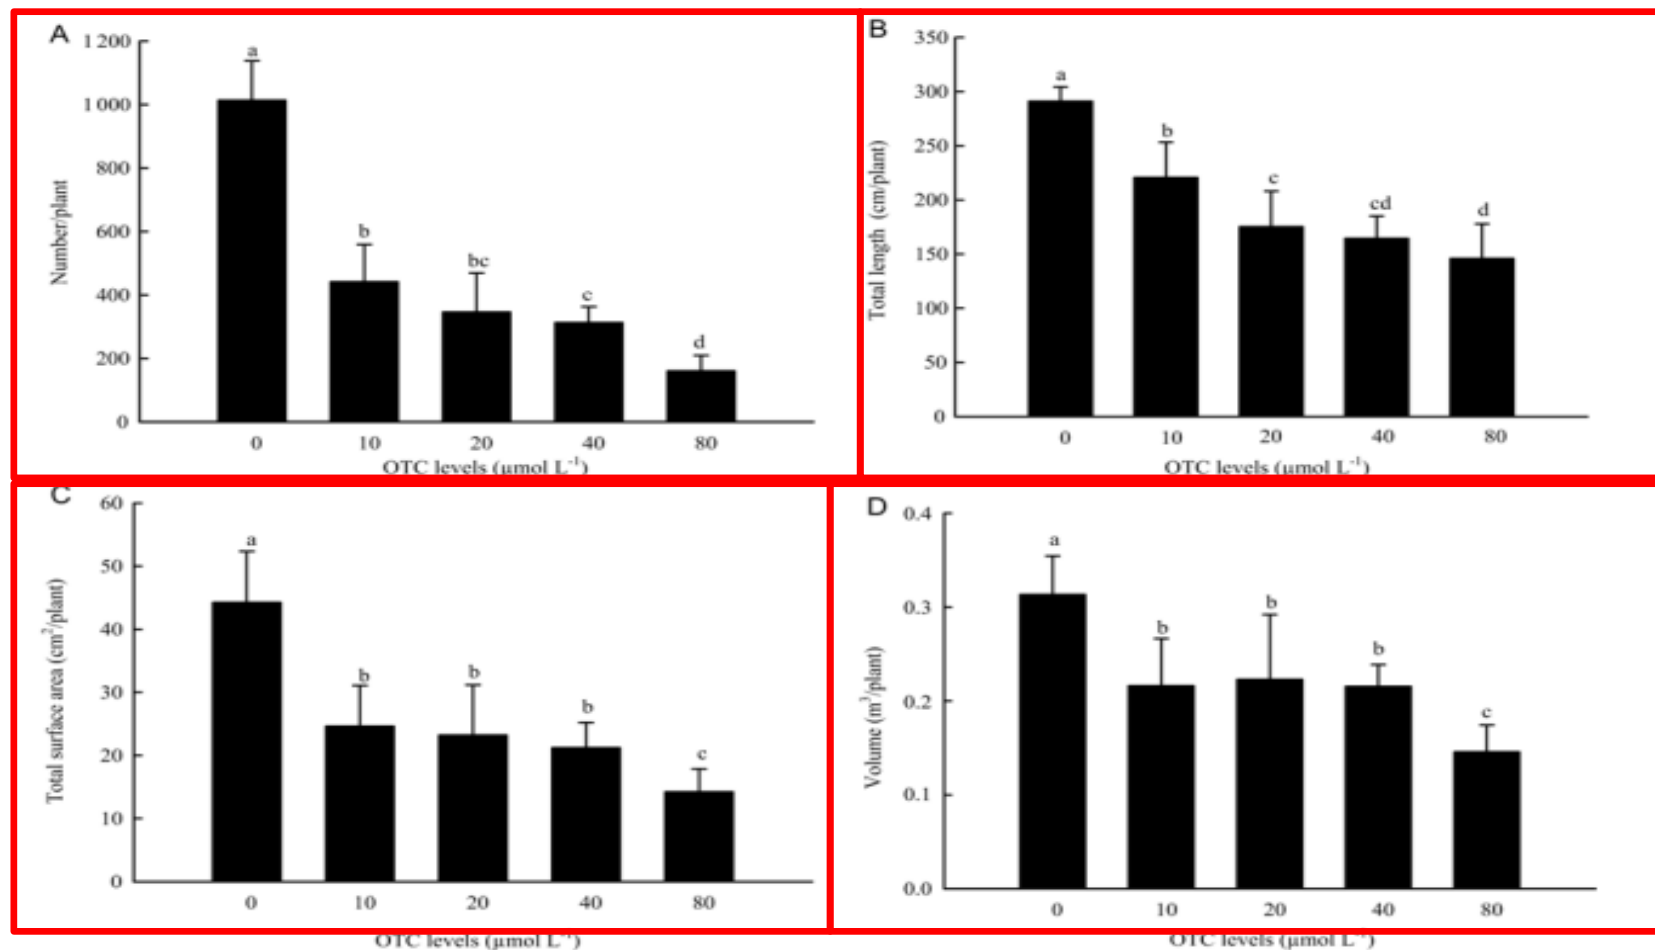 A
1 200
1 000
800
600
400
200
0
Number/plant
a
b
bc
c
d
0 10 20 40 80
OTC levels (µmol L⁻¹)
B
350
300
250
200
150
100
50
0
Total length (cm/plant)
a
b
c
cd
d
0 10 20 40 80
OTC levels (µmol L⁻¹)
C
60
50
40
30
20
10
0
Total surface area (cm²/plant)
a
b
b
b
c
0 10 20 40 80
OTC levels (µmol L⁻¹)
D
0.4
0.3
0.2
0.1
0.0
Volume (m³/plant)
a
b
b
b
c
0 10 20 40 80
OTC levels (µmol L⁻¹)